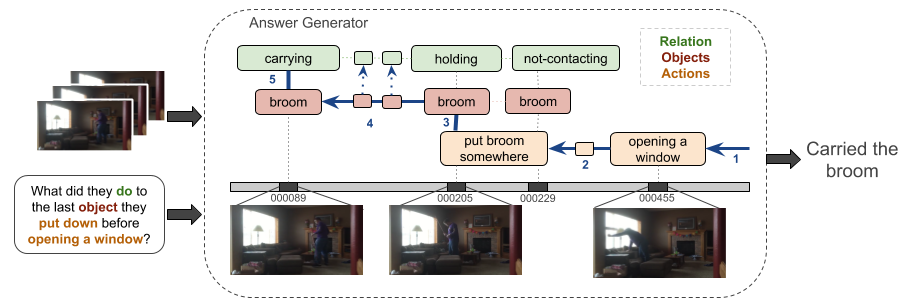 Answer Generator
Relation
Objects
Actions
carrying
holding
not-contacting
5
broom
broom
broom
4
3
put broom
somewhere
opening a
window
2
1
Carried the
broom
What did they do to
the last object they
put down before
opening a window?
000089
000205
000229
000455